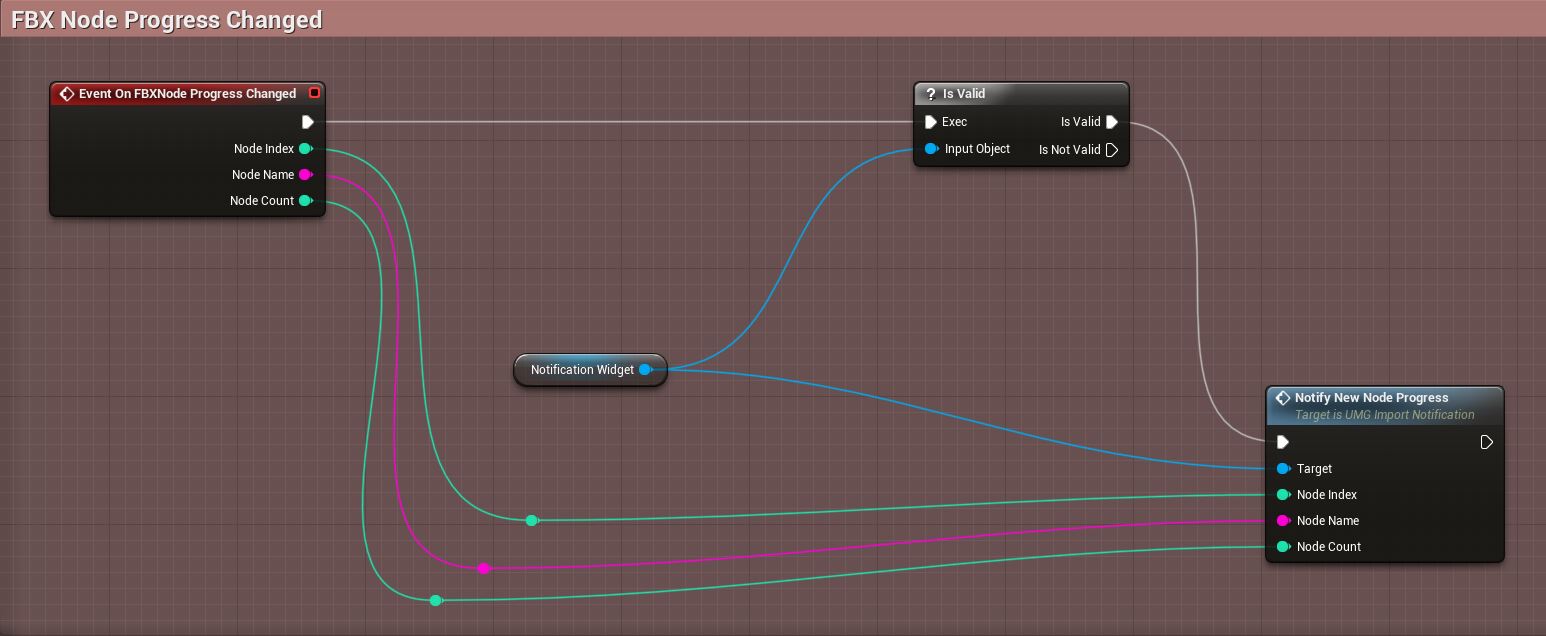 FBX Node Progress Changed
Event On FBXNode Progress Changed
Node Index
Node Name
Node Count
? Is Valid
Exec
Is Valid
Input Object
Is Not Valid
Notification Widget
Notify New Node Progress
Target is UMG Import Notification
Target
Node Index
Node Name
Node Count